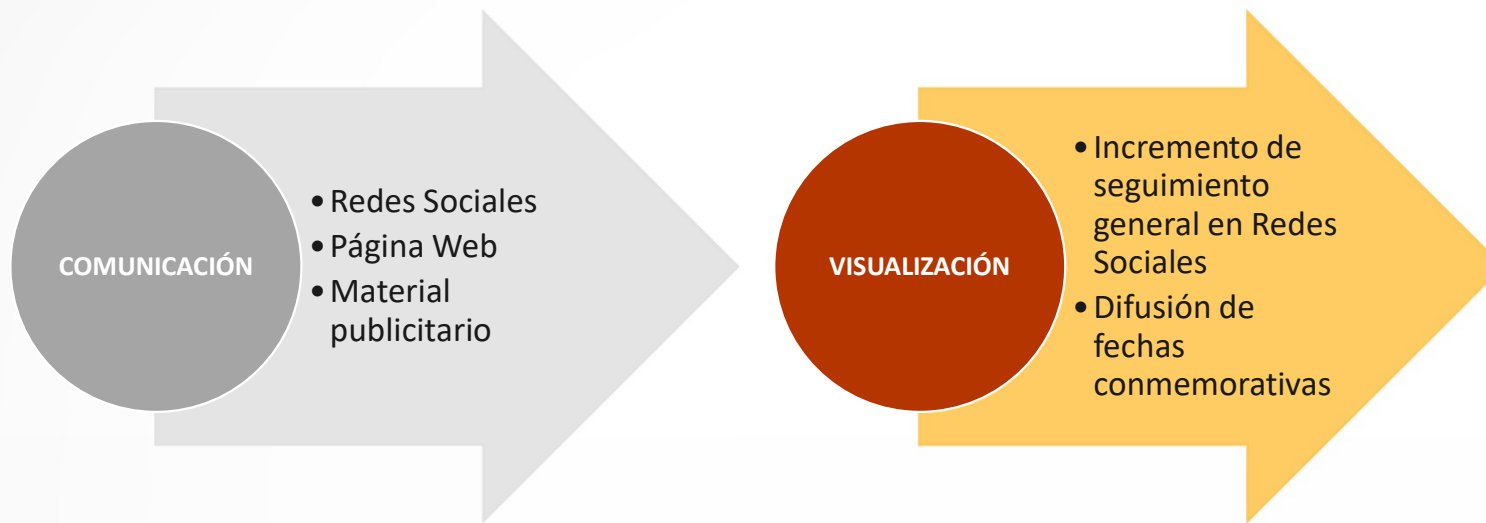 COMUNICACIÓN
• Redes Sociales
• Página Web
• Material
publicitario
VISUALIZACIÓN
• Incremento de
seguimiento
general en Redes
Sociales
• Difusión de
fechas
conmemorativas